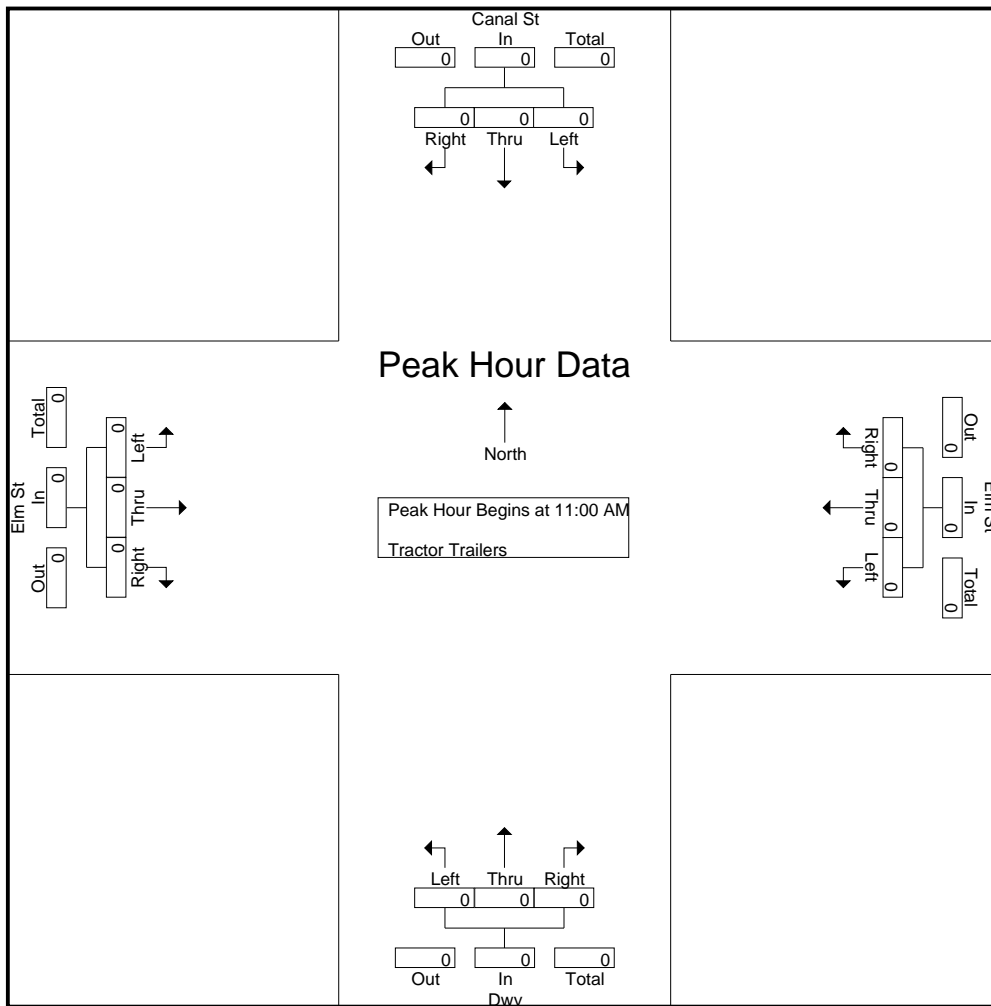 Canal St
Out In Total
0 0 0
0 0 0
Right Thru Left
Peak Hour Data
North
Peak Hour Begins at 11:00 AM
Tractor Trailers
Elm St
Total In Out
0 0 0
0 0 0
Left Thru Right
Elm St
Out In Total
0 0 0
0 0 0
Right Thru Left
Left Thru Right
0 0 0
0 0 0
Out In Total
Dwy